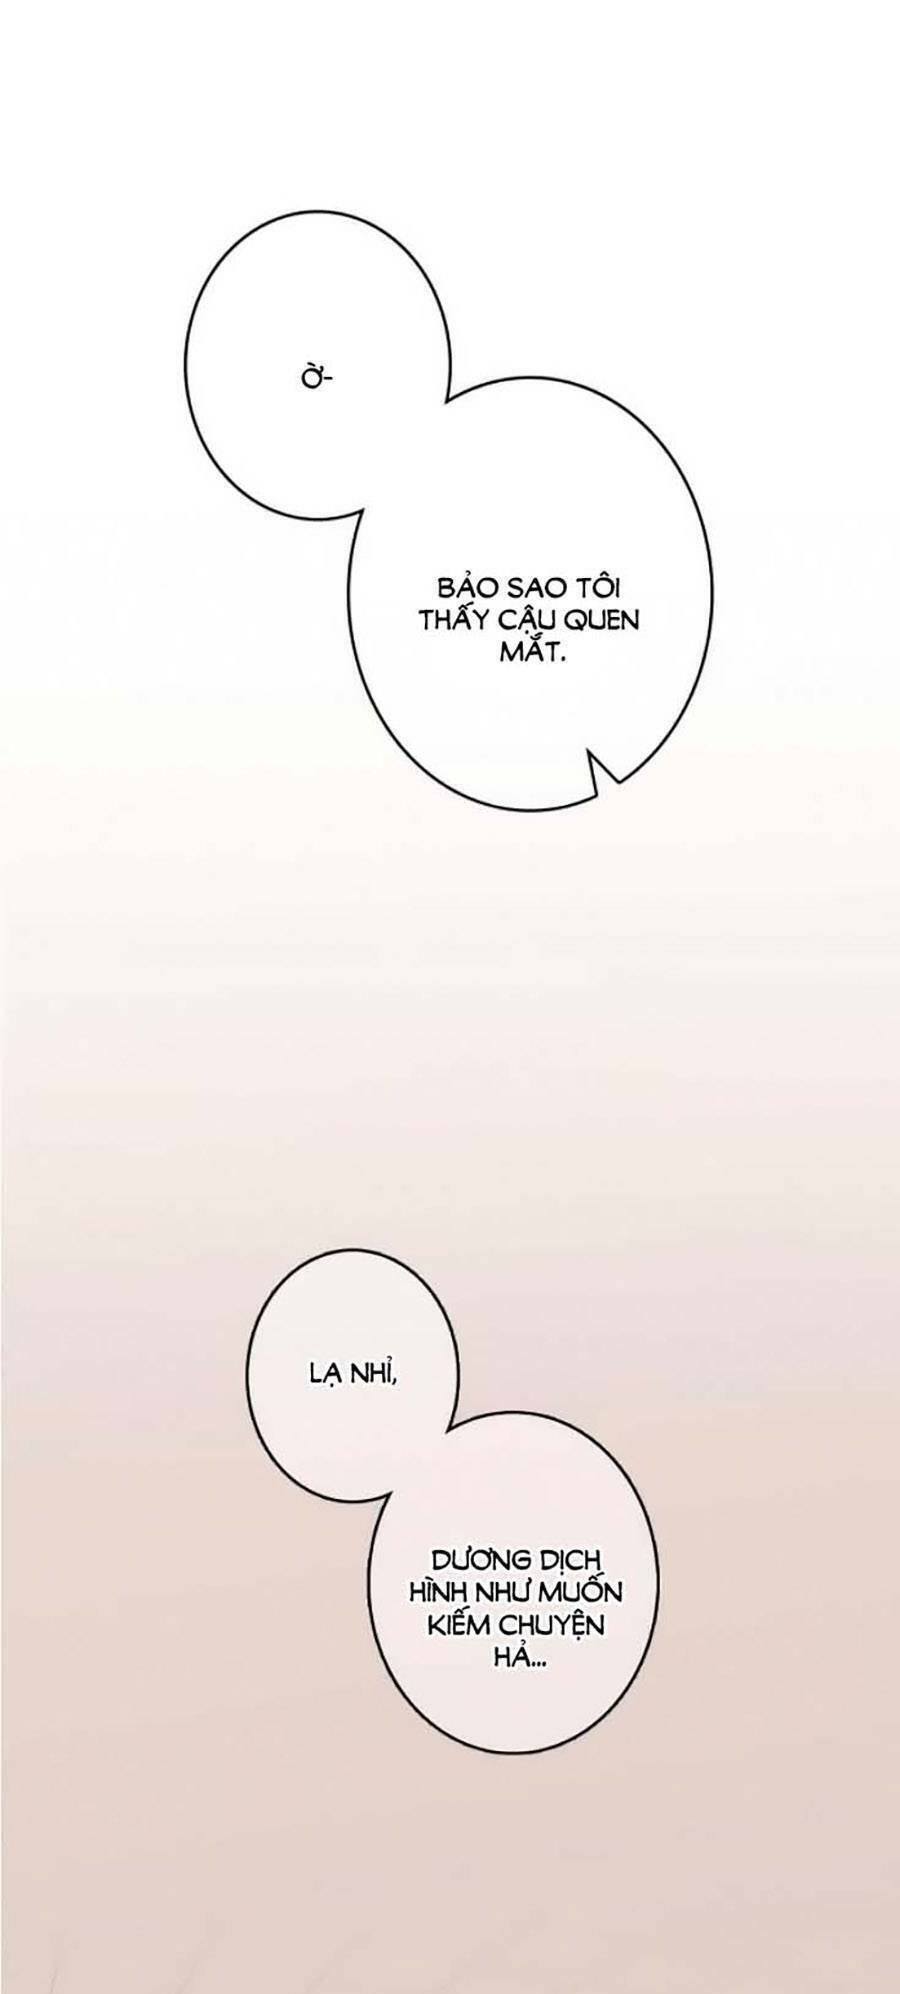 Ờ-
BẢO SAO TÔI
THẤY CẬU QUEN
MẮT.
LẠ NHỈ,
DƯƠNG DỊCH
HÌNH NHƯ MUỐN
KIẾM CHUYỆN
HẢ...